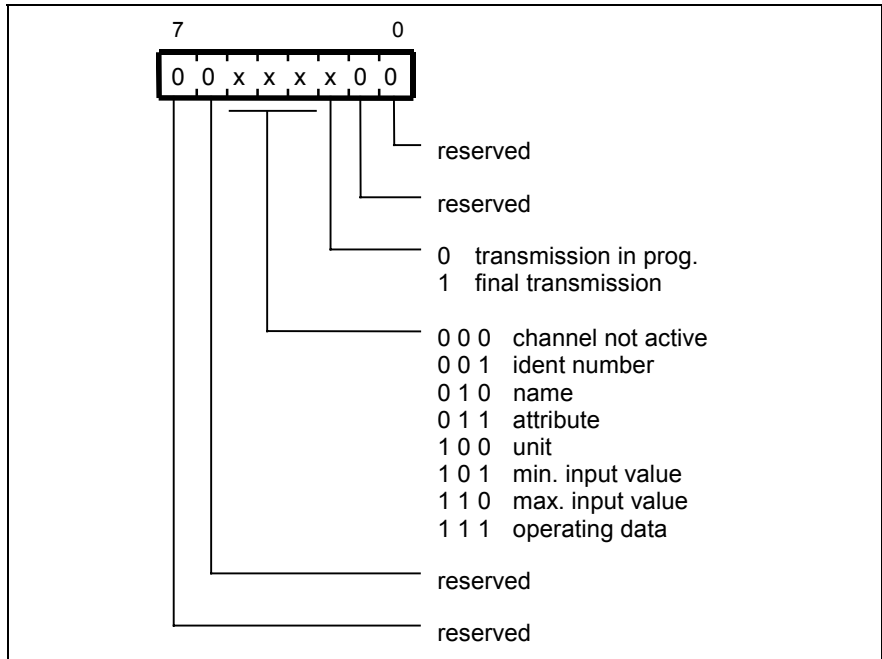 7 0
0 0 x x x x 0 0
reserved
reserved
0 transmission in prog.
1 final transmission
0 0 0 channel not active
0 0 1 ident number
0 1 0 name
0 1 1 attribute
1 0 0 unit
1 0 1 min. input value
1 1 0 max. input value
1 1 1 operating data
reserved
reserved